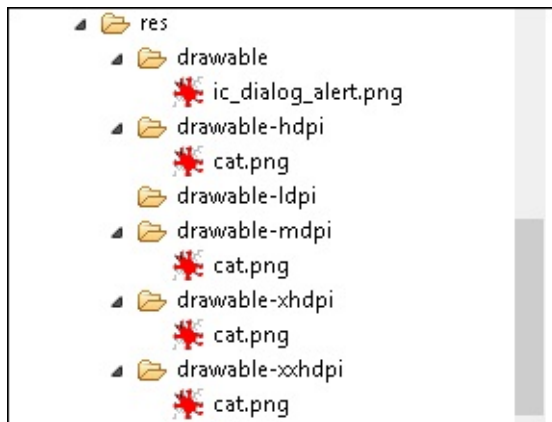 res
drawable
ic_dialog_alert.png
drawable-hdpi
cat.png
drawable-ldpi
drawable-mdpi
cat.png
drawable-xhdpi
cat.png
drawable-xxhdpi
cat.png